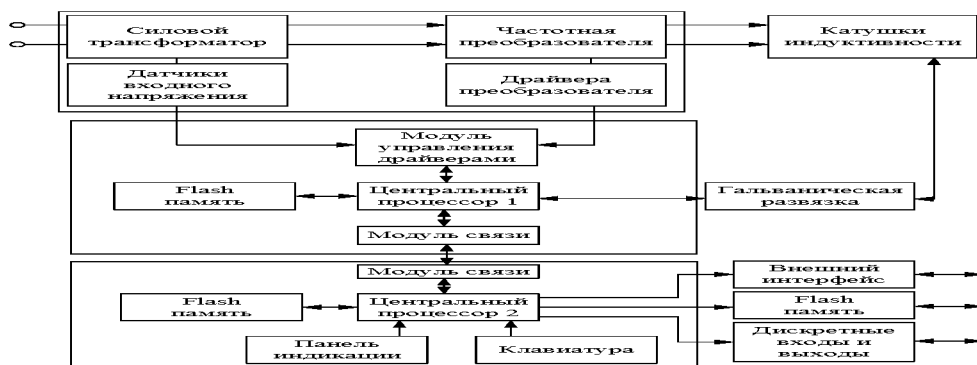 Силовой
трансформатор
Частотная
преобразователя
Катушки
индуктивности
Датчики
входного
напряжения
Драйвера
преобразователя
Модуль
управления
драйверами
Flash
память
Центральный
процессор 1
Гальваническая
развязка
Модуль связи
Модуль связи
Flash
память
Центральный
процессор 2
Внешний
интерфейс
Flash
память
Дискретные
входы и
выходы
Панель
индикации
Клавиатура